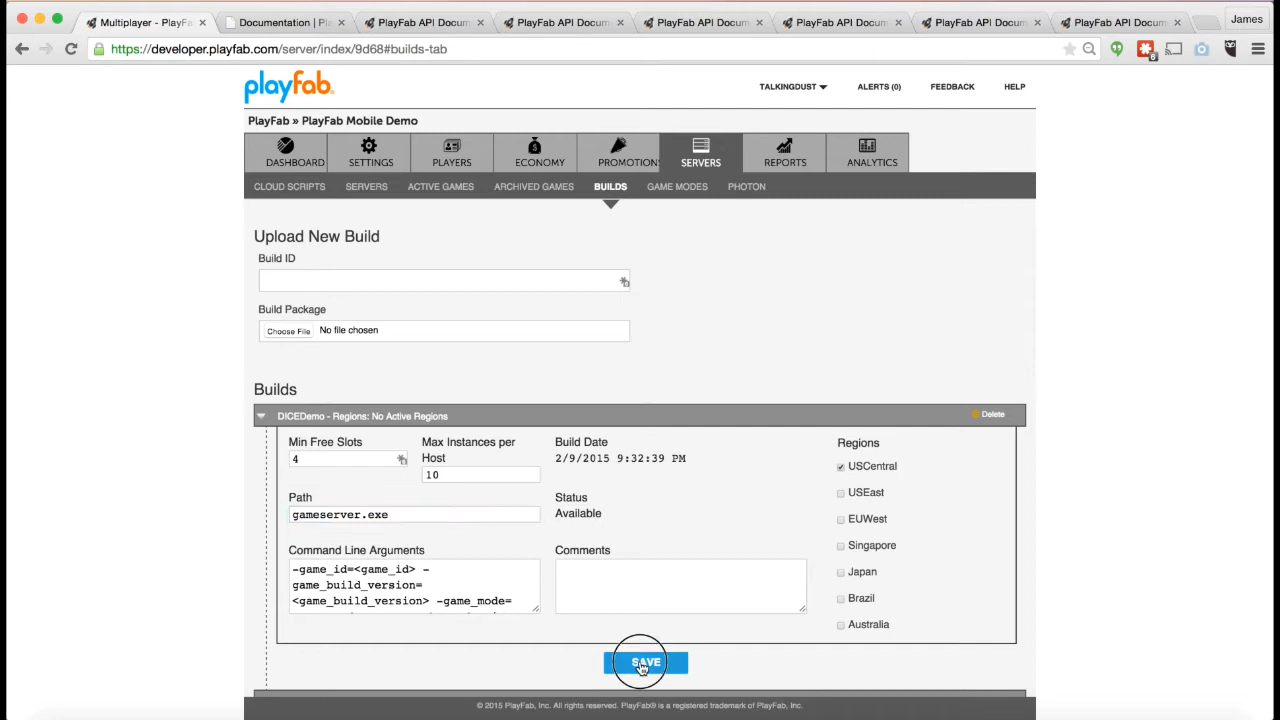 Multiplayer - PlayFa
Documentation | Pla
PlayFab API Docum
PlayFab API Docum
PlayFab API Docum
PlayFab API Docum
PlayFab API Docum
PlayFab API Docum
James
https://developer.playfab.com/server/index/9d68#builds-tab
6
playfab
TALKINGDUST
ALERTS (0)
FEEDBACK
HELP
PlayFab » PlayFab Mobile Demo
DASHBOARD
SETTINGS
PLAYERS
ECONOMY
PROMOTIONS
SERVERS
REPORTS
ANALYTICS
CLOUD SCRIPTS
SERVERS
ACTIVE GAMES
ARCHIVED GAMES
BUILDS
GAME MODES
PHOTON
Upload New Build
Build ID
Build Package
Choose File No file chosen
Builds
DICEDemo - Regions: No Active Regions
Delete
Min Free Slots
4
Max Instances per
Host
10
Build Date
2/9/2015 9:32:39 PM
Regions
USCentral
USEast
EUWest
Singapore
Japan
Brazil
Australia
Path
gameserver.exe
Status
Available
Command Line Arguments
-game_id=<game_id> -
game_build_version=
<game_build_version> -game_mode=
Comments
SAVE
© 2015 PlayFab, Inc. All rights reserved. PlayFab® is a registered trademark of PlayFab, Inc.